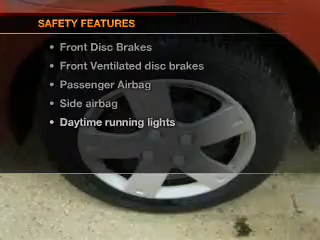 SAFETY FEATURES
• Front Disc Brakes
• Front Ventilated disc brakes
• Passenger Airbag
• Side airbag
• Daytime running lights